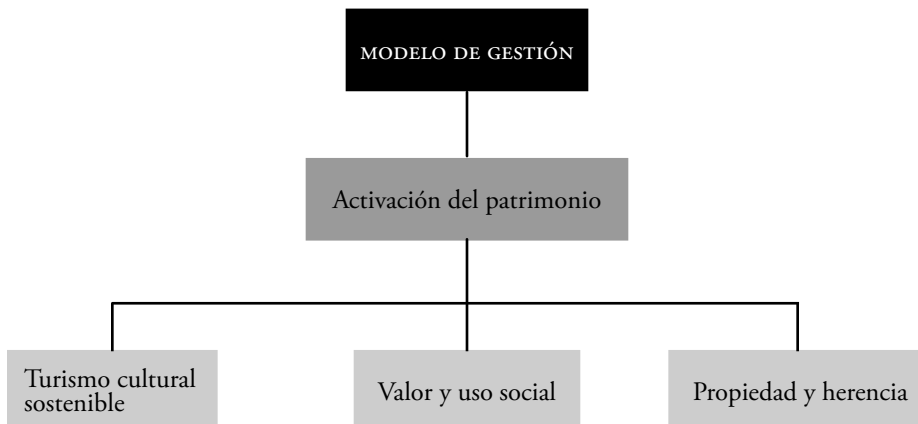 MODELO DE GESTIÓN
Activación del patrimonio
Turismo cultural
sostenible
Valor y uso social
Propiedad y herencia